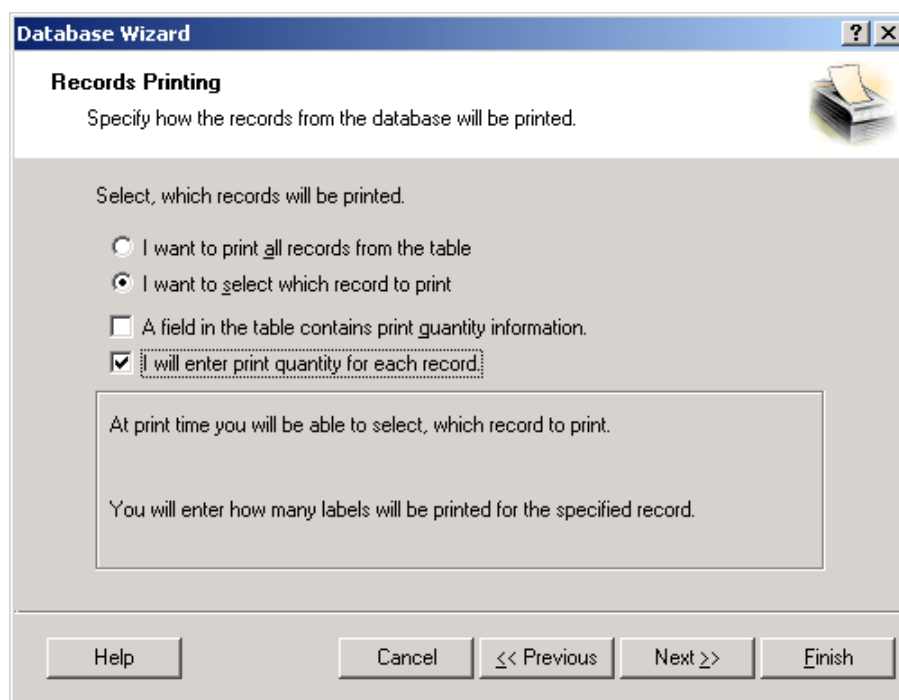 Database Wizard
Records Printing
Specify how the records from the database will be printed.
Select, which records will be printed.
I want to print all records from the table
I want to select which record to print
A field in the table contains print quantity information.
I will enter print quantity for each record.
At print time you will be able to select, which record to print.
You will enter how many labels will be printed for the specified record.
Help Cancel << Previous Next >> Finish